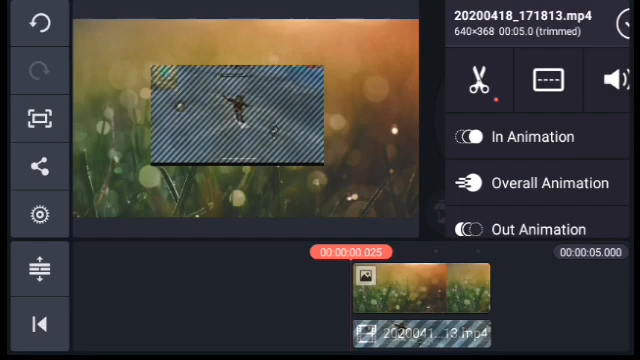 20200418_171813.mp4
640×368 00:05.0 (trimmed)
In Animation
Overall Animation
Out Animation
00:00:00.025
00:00:05.000
2020041...13.mp4